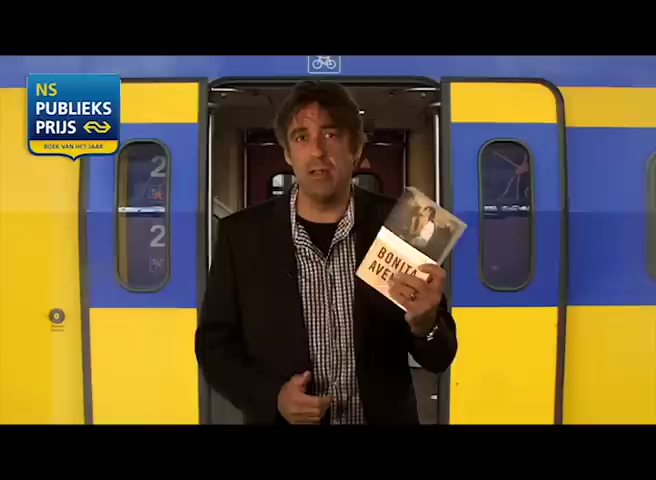 NS
PUBLIEKS
PRIJS
BOEK VAN HET JAAR
2
2
BONITA
AVE